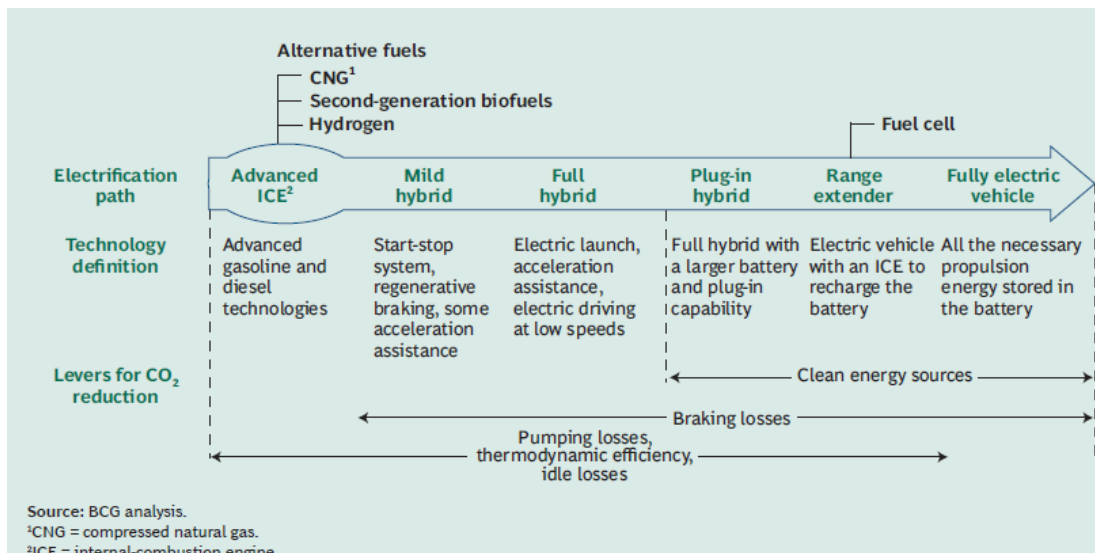 Alternative fuels
CNG¹
Second-generation biofuels
Hydrogen
Fuel cell
Electrification path
Advanced ICE²
Mild hybrid
Full hybrid
Plug-in hybrid
Range extender
Fully electric vehicle
Technology definition
Advanced
gasoline and
diesel
technologies
Start-stop
system,
regenerative
braking, some
acceleration
assistance
Electric launch,
acceleration
assistance,
electric driving
at low speeds
Full hybrid with
a larger battery
and plug-in
capability
Electric vehicle
with an ICE to
recharge the
battery
All the necessary
propulsion
energy stored in
the battery
Levers for CO₂
reduction
Clean energy sources
Braking losses
Pumping losses,
thermodynamic efficiency,
idle losses
Source: BCG analysis.
¹CNG = compressed natural gas.
²ICE = internal-combustion engine.